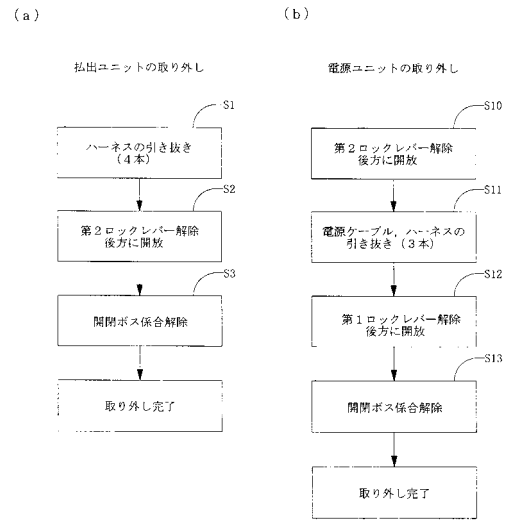 (a)
払出ユニットの取り外し
S1
ハーネスの引き抜き
(4本)
S2
第2ロックレバー解除
後方に開放
S3
開閉ボス係合解除
取り外し完了
(b)
電源ユニットの取り外し
S10
第2ロックレバー解除
後方に開放
S11
電源ケーブル,ハーネスの
引き抜き(3本)
S12
第1ロックレバー解除
後方に開放
S13
開閉ボス係合解除
取り外し完了